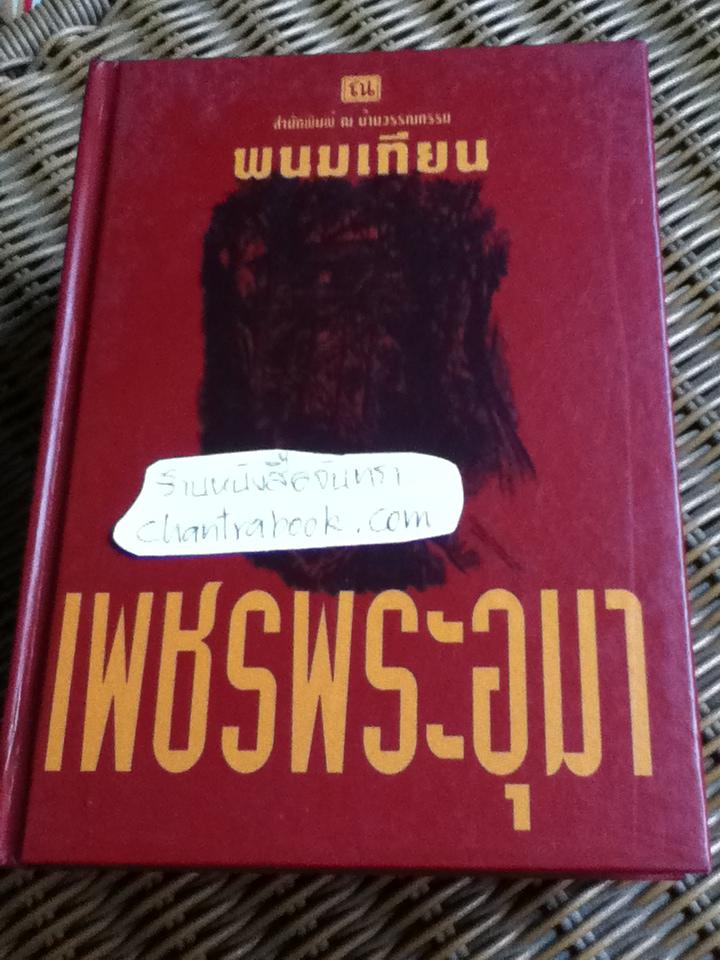 ณ
สำนักพิมพ์ ณ บ้านวรรณกรรม
พนมเทียน
ร้านหนังสือจันทรา
chantrabook.com
เพชรพระอุมา